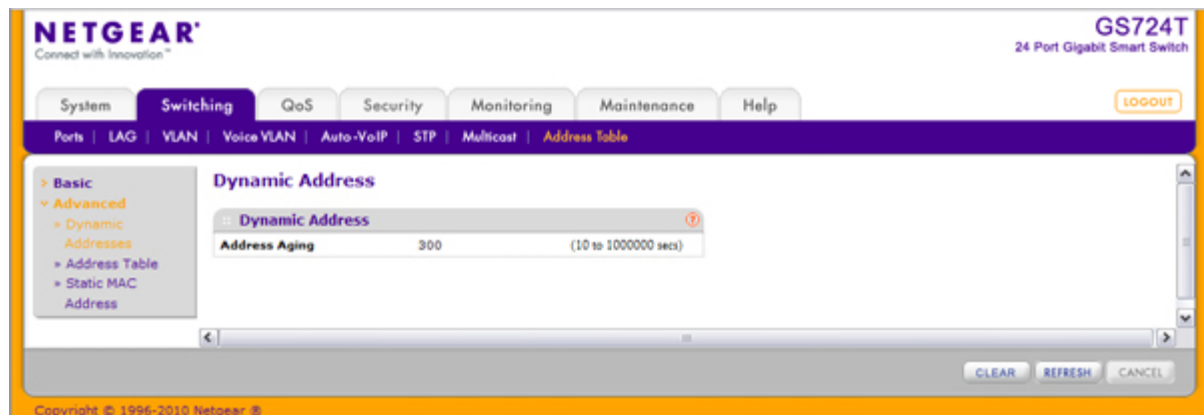 NETGEAR®
Connect with Innovation™
GS724T
24 Port Gigabit Smart Switch
System Switching QoS Security Monitoring Maintenance Help LOGOUT
Ports | LAG | VLAN | Voice VLAN | Auto-VoIP | STP | Multicast | Address Table
Basic
Advanced
» Dynamic
Addresses
» Address Table
» Static MAC
Address
Dynamic Address
Dynamic Address ?
Address Aging 300 (10 to 1000000 secs)
CLEAR REFRESH CANCEL
Copyright © 1996-2010 Netgear ®